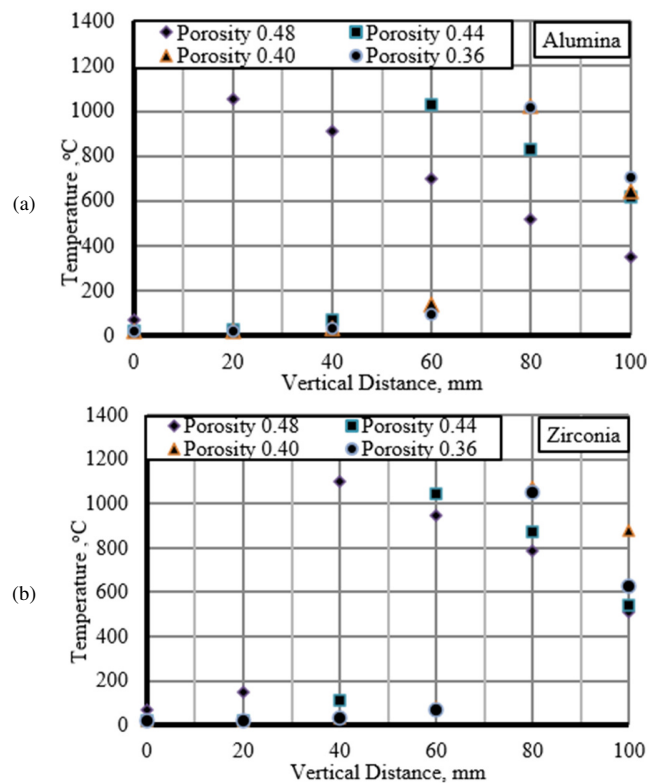 (a)
Temperature ,°C
1400
1200
1000
800
600
400
200
0
Porosity 0.48 Porosity 0.44
Porosity 0.40 Porosity 0.36
Alumina
0 20 40 60 80 100
Vertical Distance, mm
(b)
Temperature ,°C
1400
1200
1000
800
600
400
200
0
Porosity 0.48 Porosity 0.44
Porosity 0.40 Porosity 0.36
Zirconia
0 20 40 60 80 100
Vertical Distance, mm